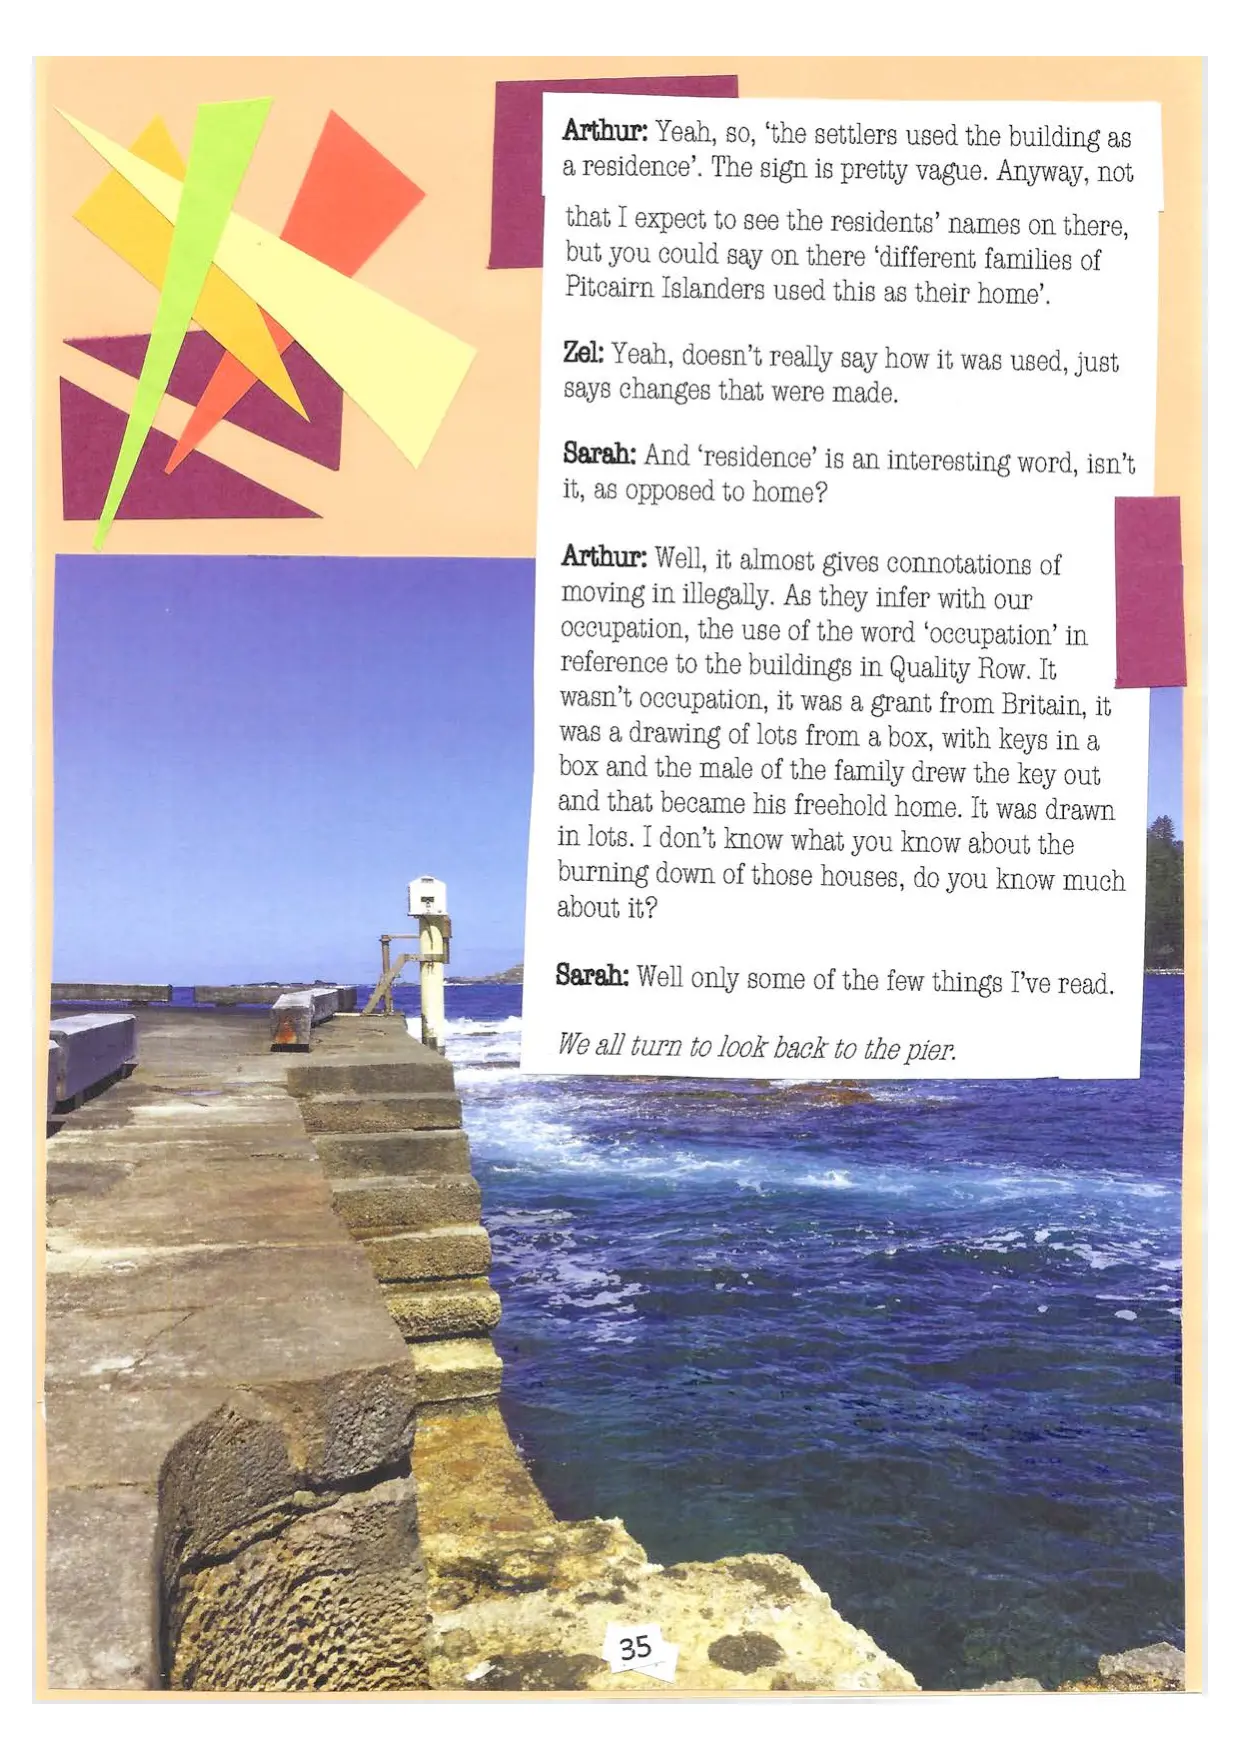 Arthur: Yeah, so, ‘the settlers used the building as
a residence’. The sign is pretty vague. Anyway, not
that I expect to see the residents’ names on there,
but you could say on there ‘different families of
Pitcairn Islanders used this as their home’.
Zel: Yeah, doesn’t really say how it was used, just
says changes that were made.
Sarah: And ‘residence’ is an interesting word, isn’t
it, as opposed to home?
Arthur: Well, it almost gives connotations of
moving in illegally. As they infer with our
occupation, the use of the word ‘occupation’ in
reference to the buildings in Quality Row. It
wasn’t occupation, it was a grant from Britain, it
was a drawing of lots from a box, with keys in a
box and the male of the family drew the key out
and that became his freehold home. It was drawn
in lots. I don’t know what you know about the
burning down of those houses, do you know much
about it?
Sarah: Well only some of the few things I’ve read.
We all turn to look back to the pier.
35